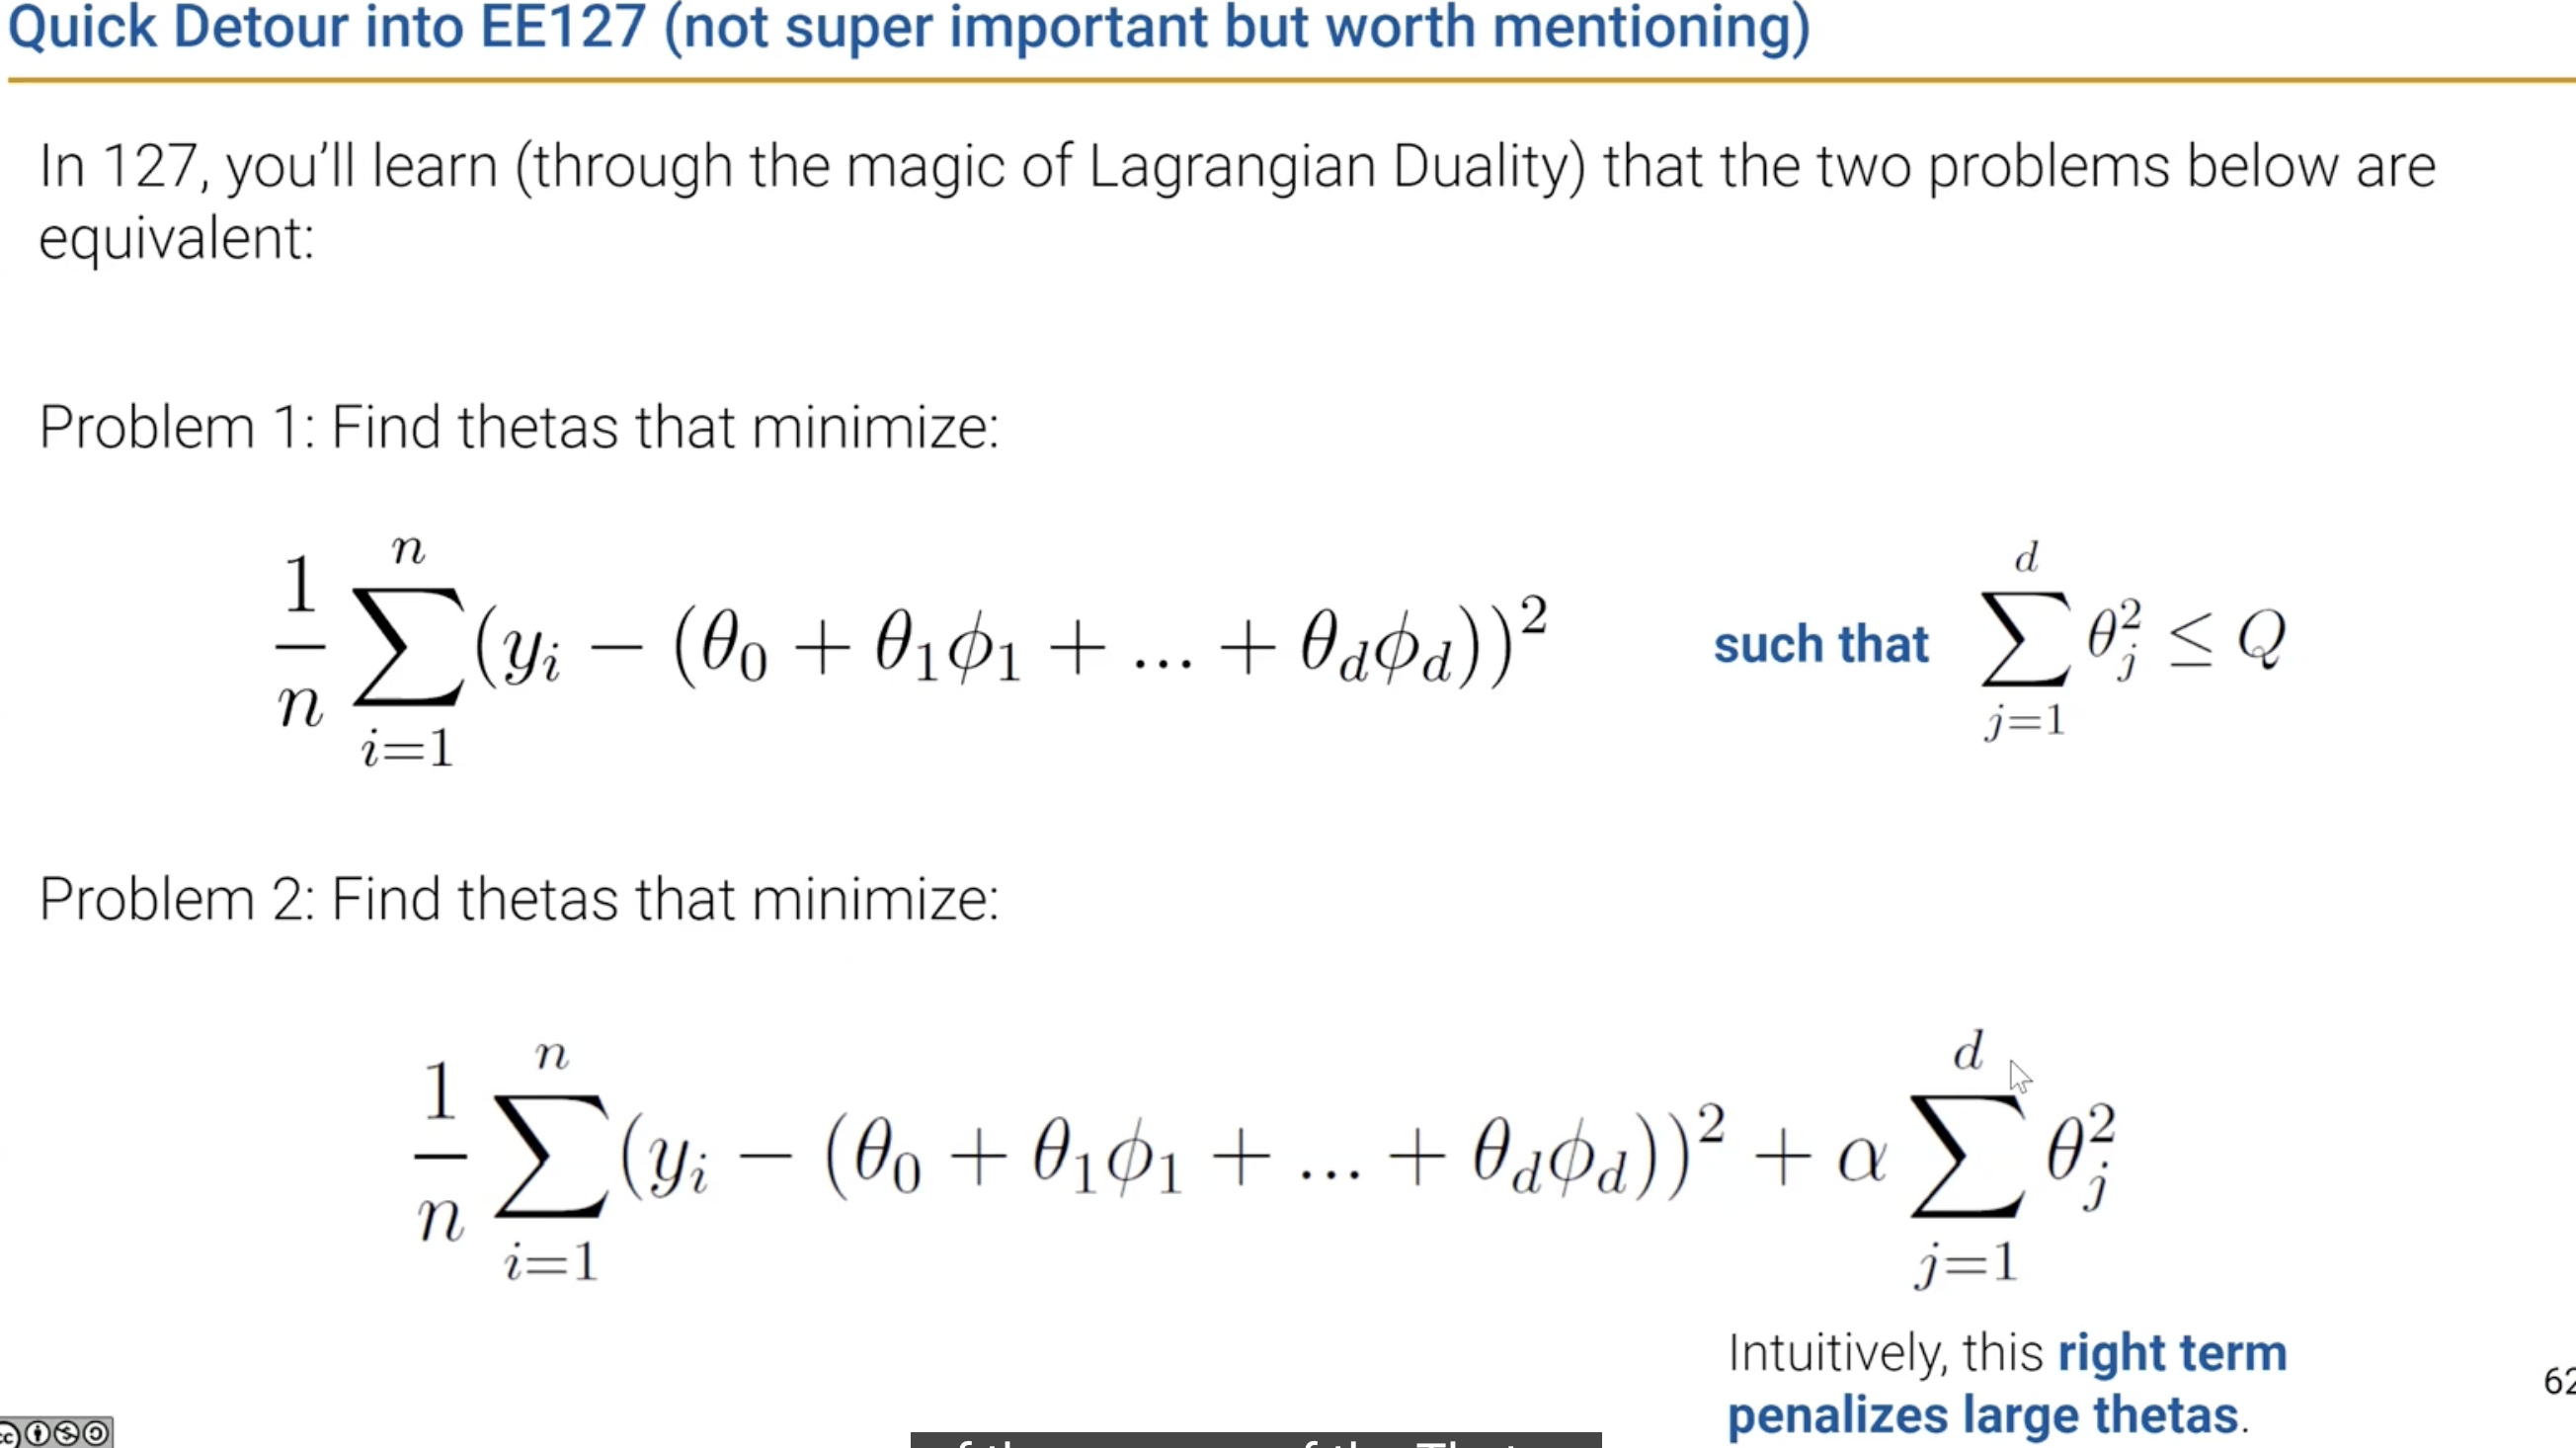 Quick Detour into EE127 (not super important but worth mentioning)
In 127, you'll learn (through the magic of Lagrangian Duality) that the two problems below are
equivalent:
Problem 1: Find thetas that minimize:
$\frac{1}{n}\sum_{i=1}^{n}(y_i - (\theta_0 + \theta_1\phi_1 + ... + \theta_d\phi_d))^2$ such that $\sum_{j=1}^{d}\theta_j^2 \leq Q$
Problem 2: Find thetas that minimize:
$\frac{1}{n}\sum_{i=1}^{n}(y_i - (\theta_0 + \theta_1\phi_1 + ... + \theta_d\phi_d))^2 + \alpha\sum_{j=1}^{d}\theta_j^2$
Intuitively, this right term
penalizes large thetas.
62